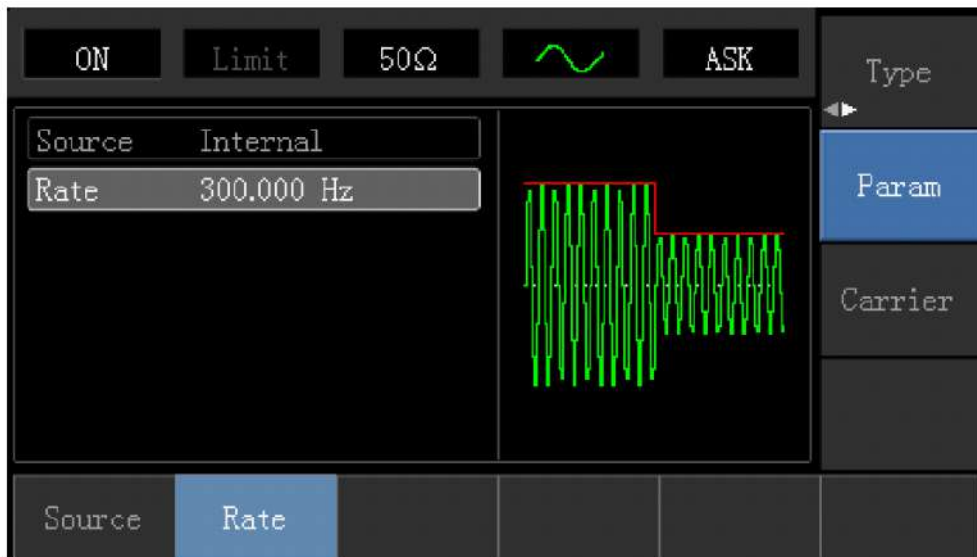 ON Limit 50Ω ASK
Type
Source Internal
Rate 300.000 Hz
Param
Carrier
Source Rate